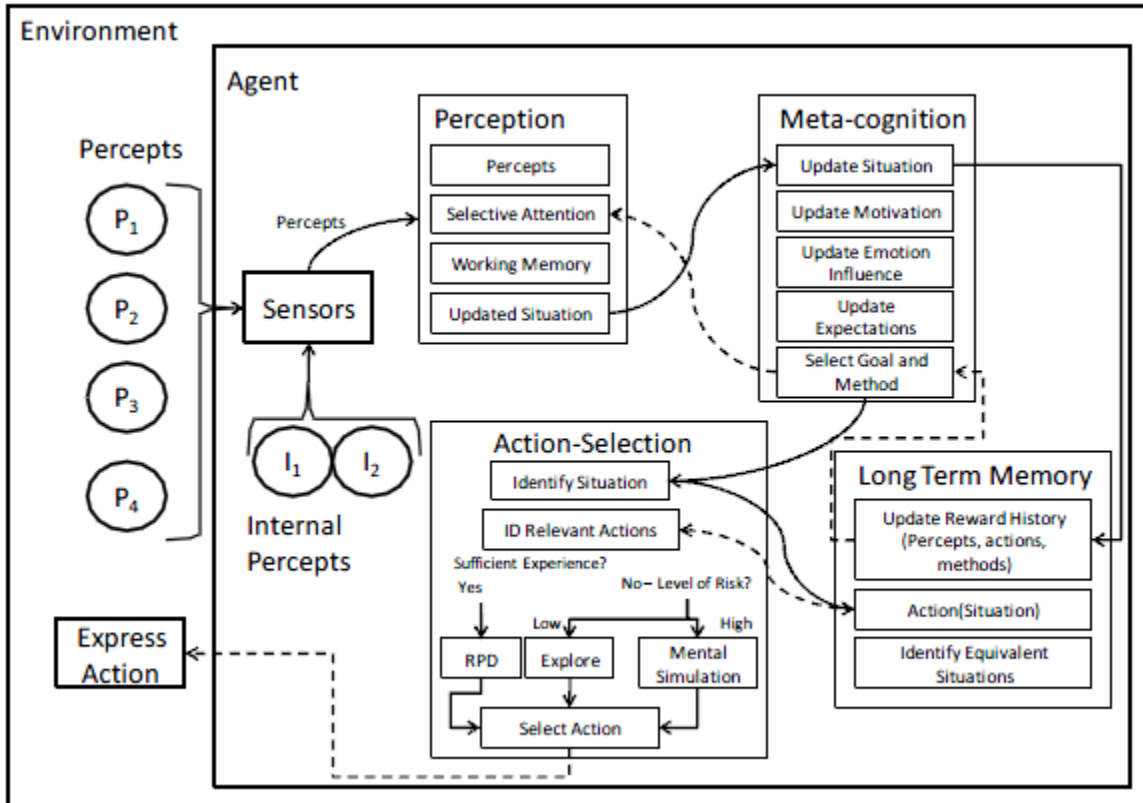 Environment
Agent
Percepts
P1
P2
P3
P4
Sensors
Percepts
I1
I2
Internal
Percepts
Express
Action
Perception
Percepts
Selective Attention
Working Memory
Updated Situation
Meta-cognition
Update Situation
Update Motivation
Update Emotion
Influence
Update
Expectations
Select Goal and
Method
Action-Selection
Identify Situation
ID Relevant Actions
Sufficient Experience?
Yes
No – Level of Risk?
Low
High
RPD
Explore
Mental
Simulation
Select Action
Long Term Memory
Update Reward History
(Percepts, actions,
methods)
Action(Situation)
Identify Equivalent
Situations